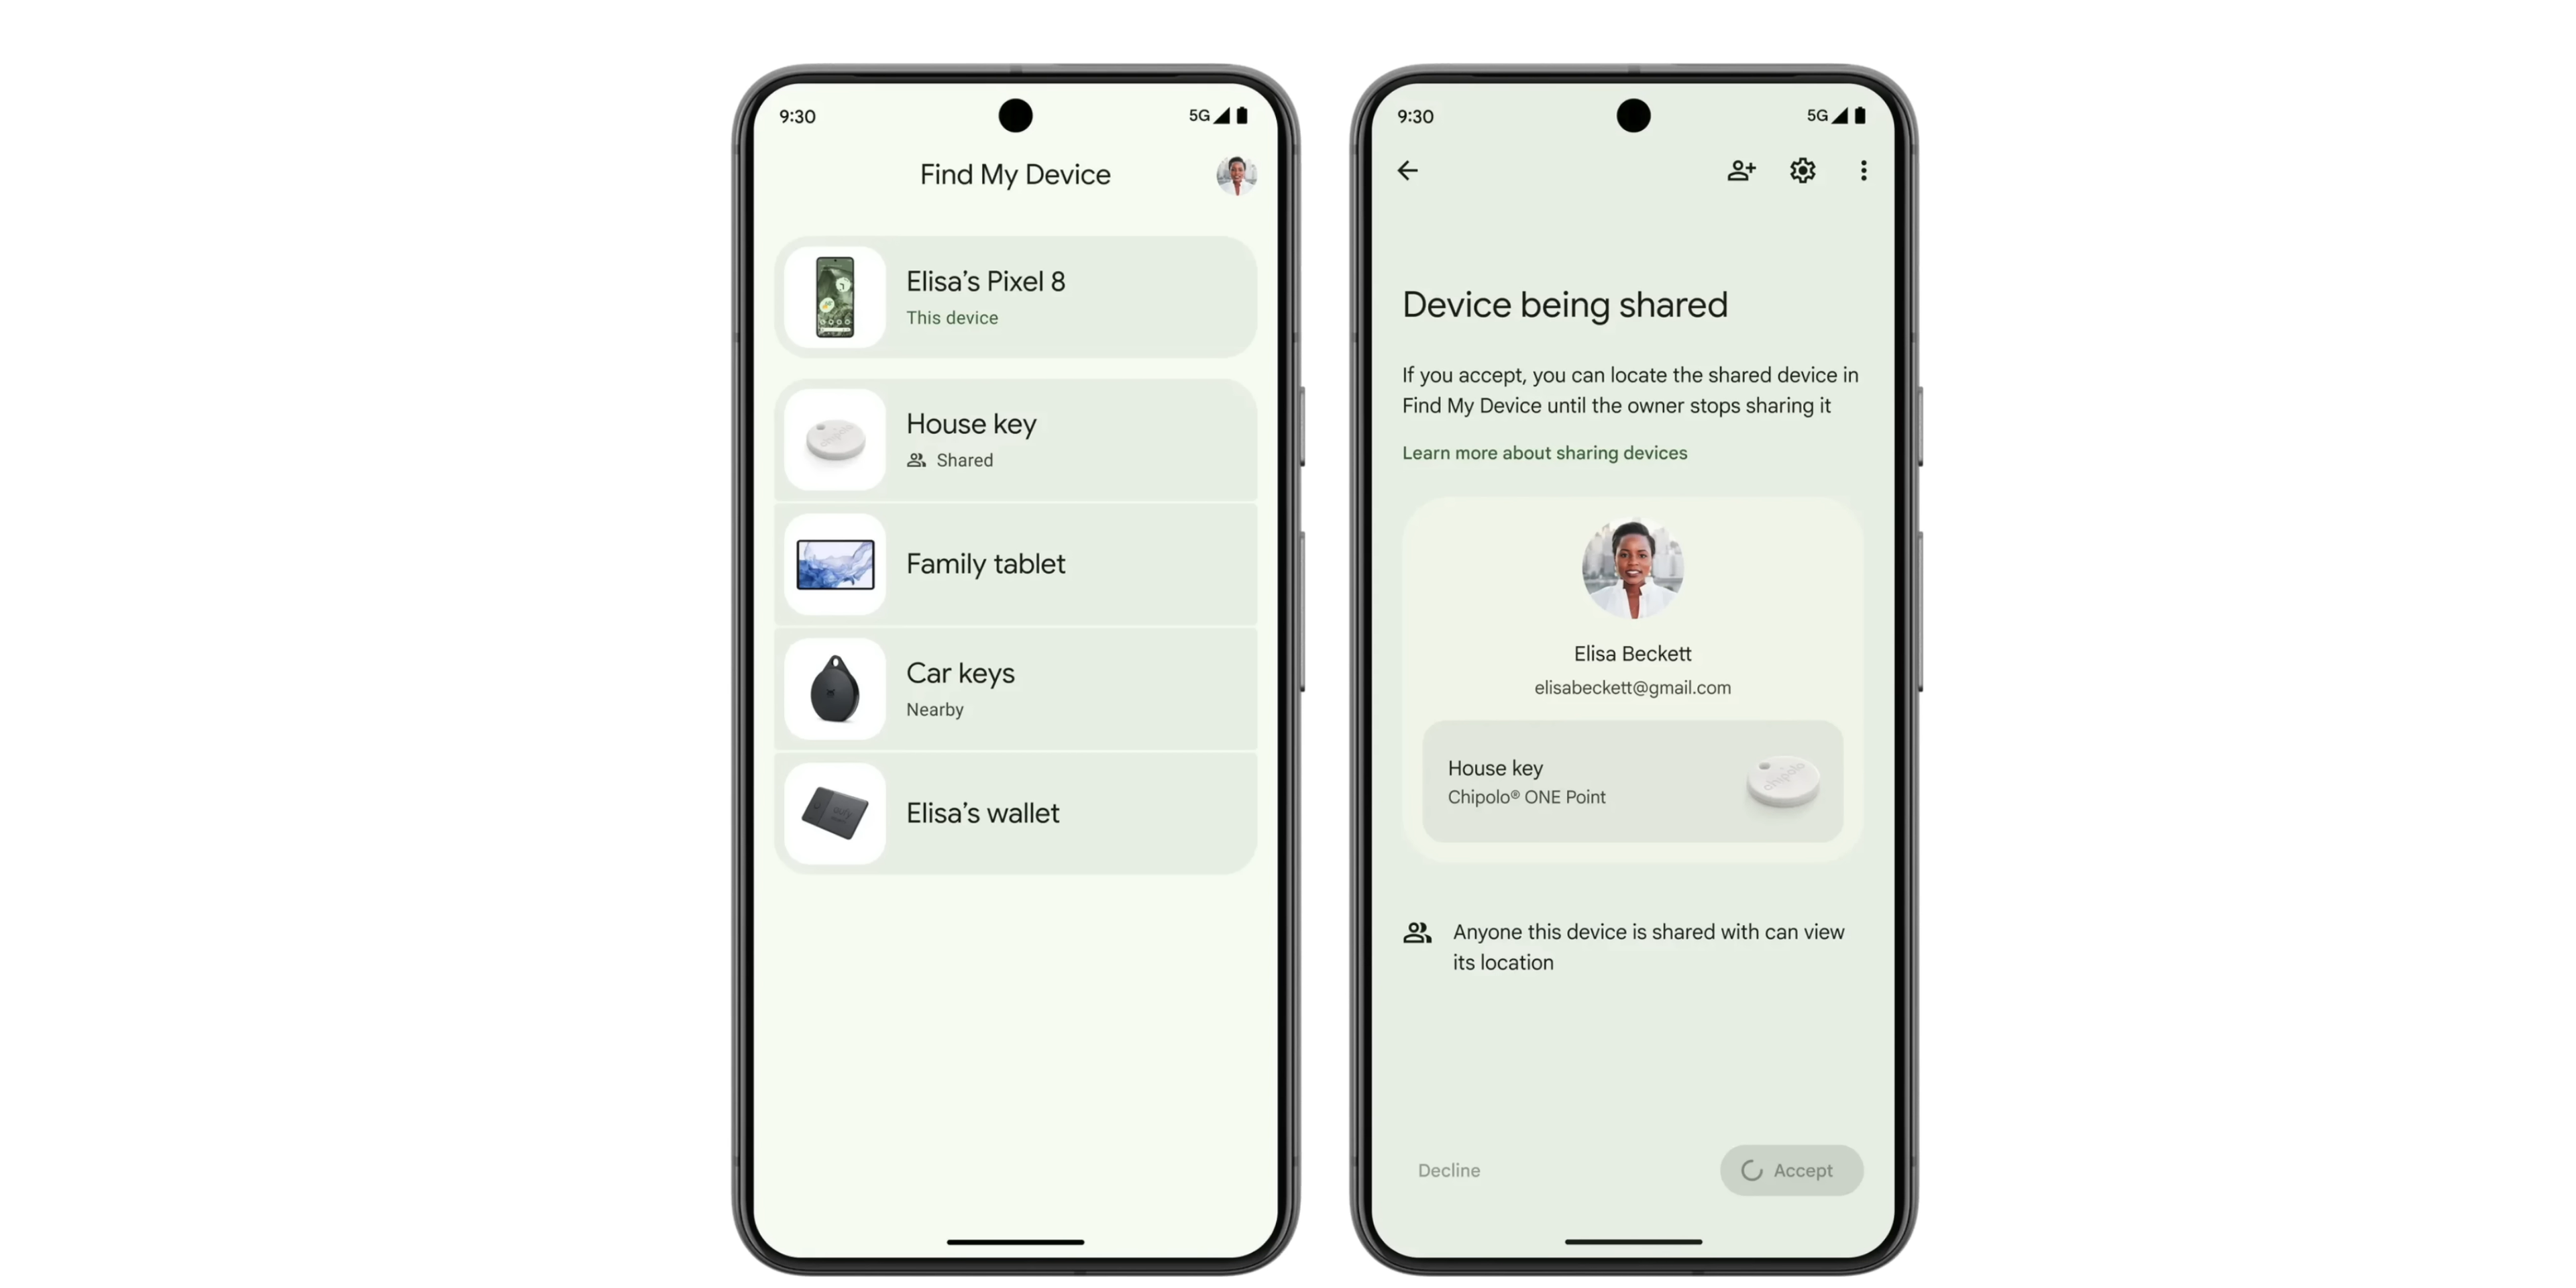 9:30
5G
Find My Device
Elisa's Pixel 8
This device
chipolo
House key
Shared
Family tablet
Car keys
Nearby
eufy
Elisa's wallet
9:30
5G
Device being shared
If you accept, you can locate the shared device in
Find My Device until the owner stops sharing it
Learn more about sharing devices
Elisa Beckett
elisabeckett@gmail.com
House key
Chipolo® ONE Point
chipolo
Anyone this device is shared with can view
its location
Decline
Accept